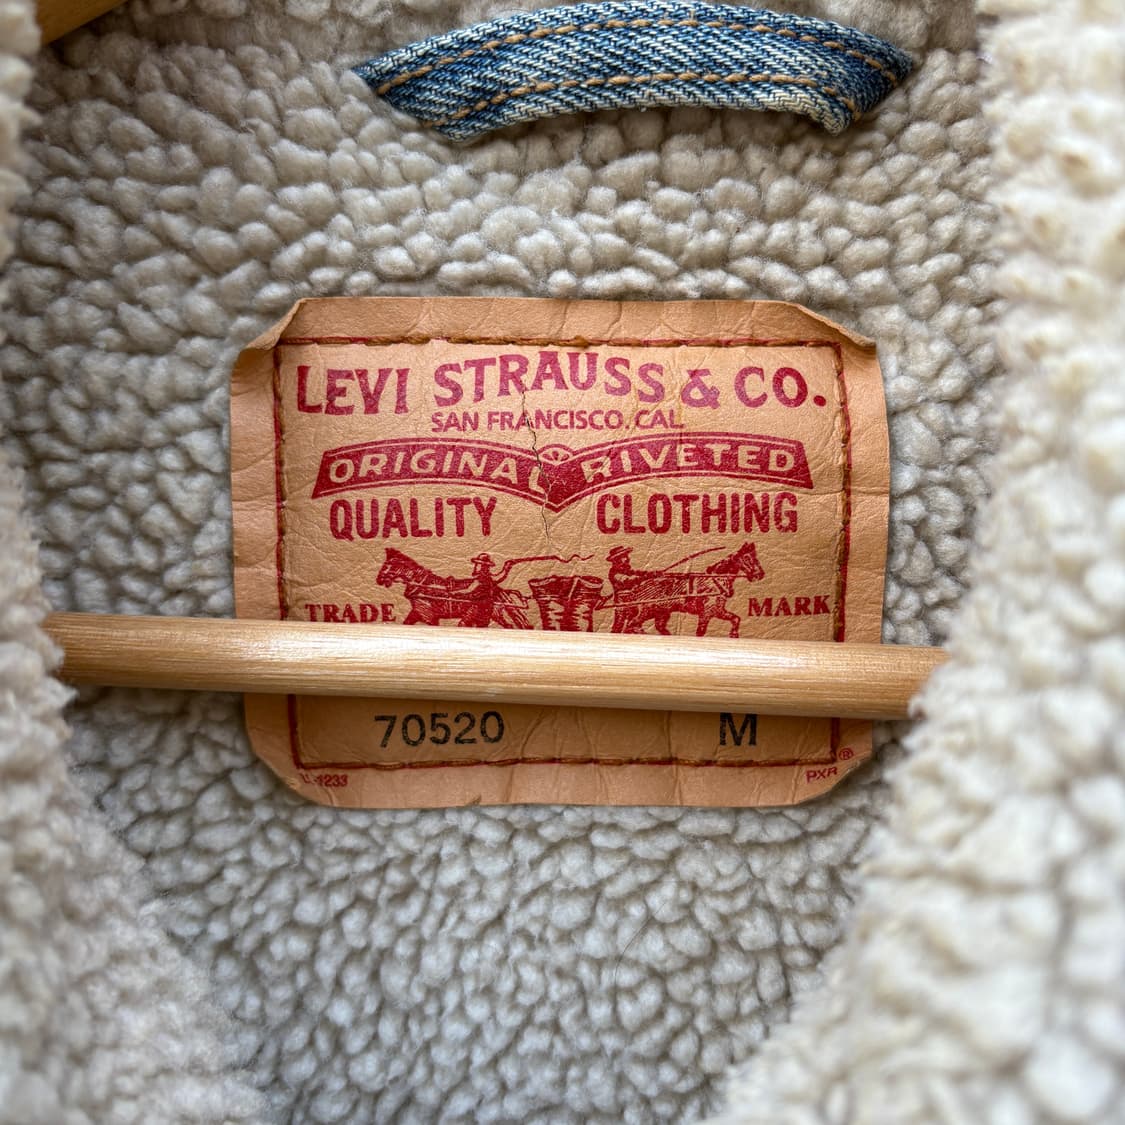 LEVI STRAUSS & CO.
SAN FRANCISCO, CAL.
ORIGINAL RIVETED
QUALITY CLOTHING
TRADE MARK
70520 M
®
PXR